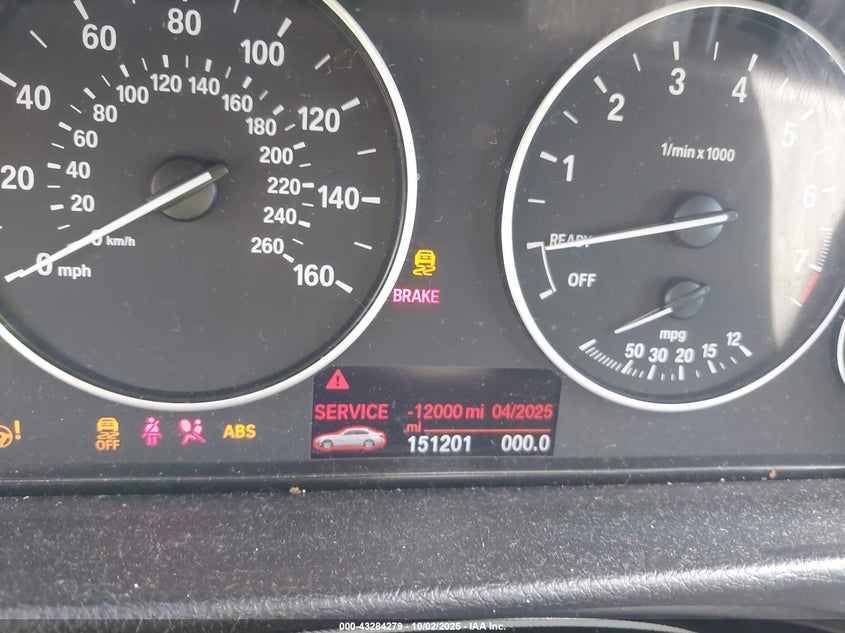 20
40
60
80
100
120
140
160
0 mph
20
40
60
80
100
120
140
160
180
200
220
240
260
0 km/h
1
2
3
4
5
6
7
1/min x 1000
READY
OFF
mpg
50 30 20 15 12
BRAKE
OFF
ABS
!
SERVICE -12000 mi 04/2025
mi
151201 000.0
000-43284279 - 10/02/2025 - IAA Inc.